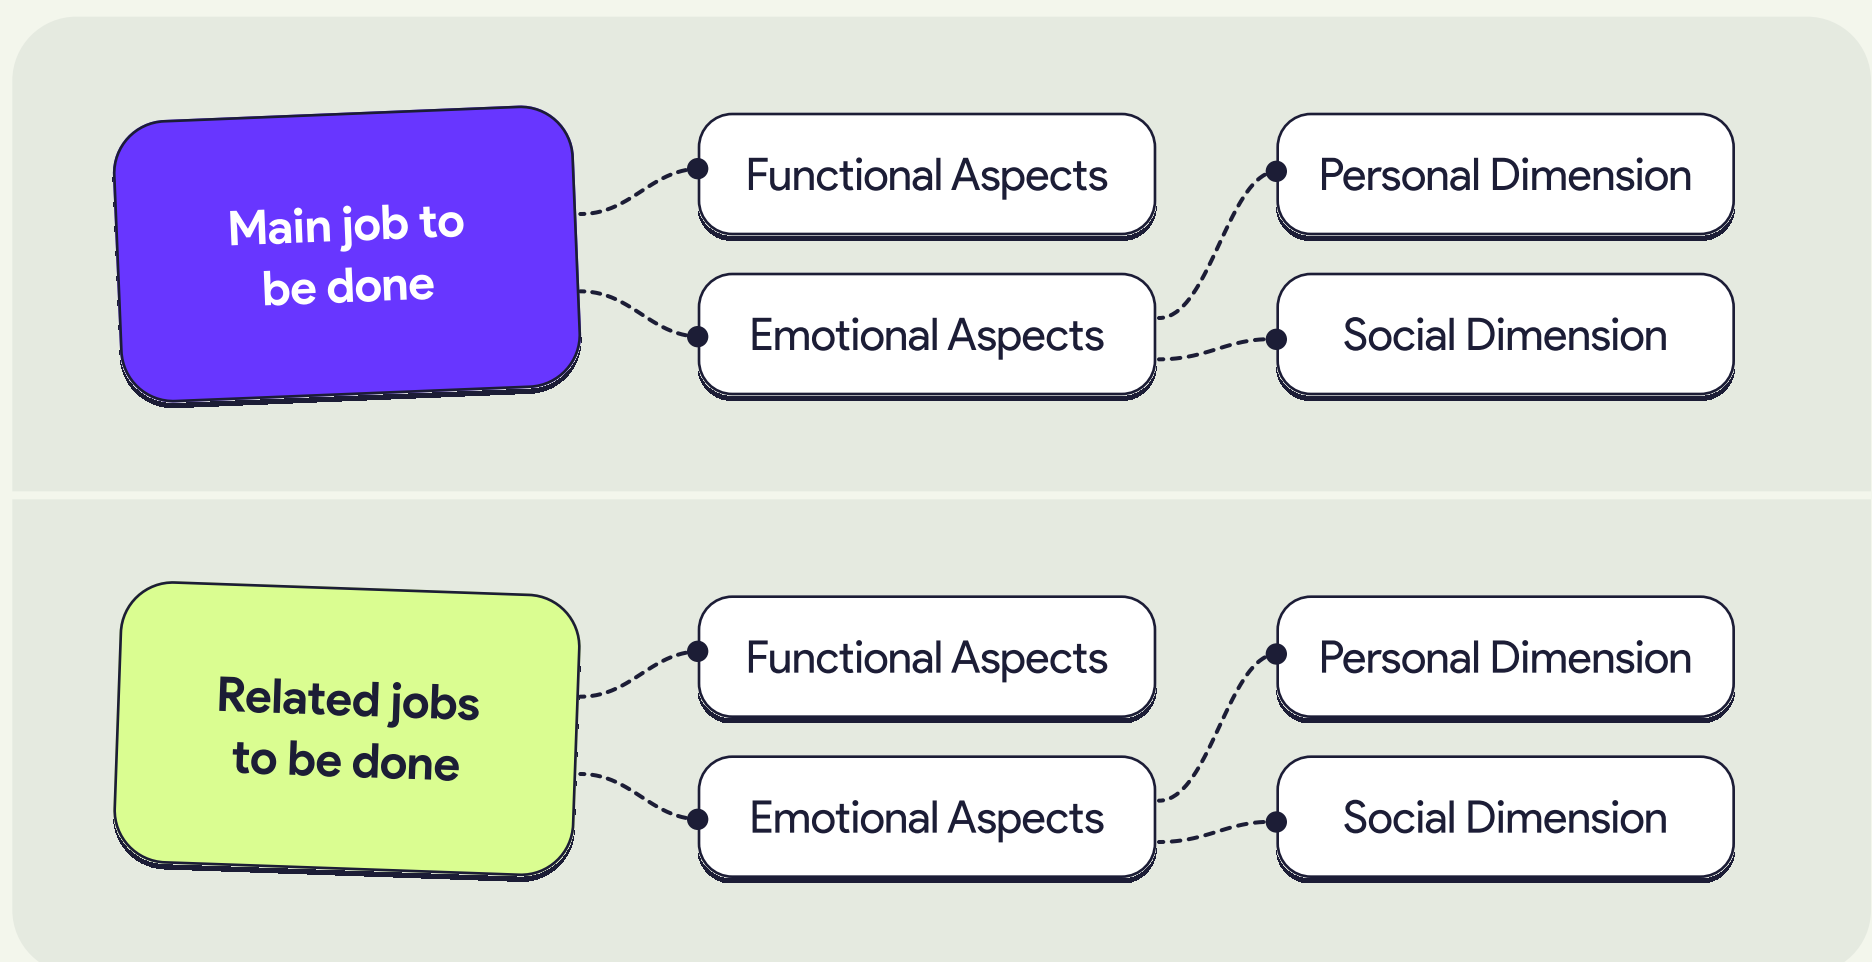 Main job to
be done
Functional Aspects
Emotional Aspects
Personal Dimension
Social Dimension
Related jobs
to be done
Functional Aspects
Emotional Aspects
Personal Dimension
Social Dimension